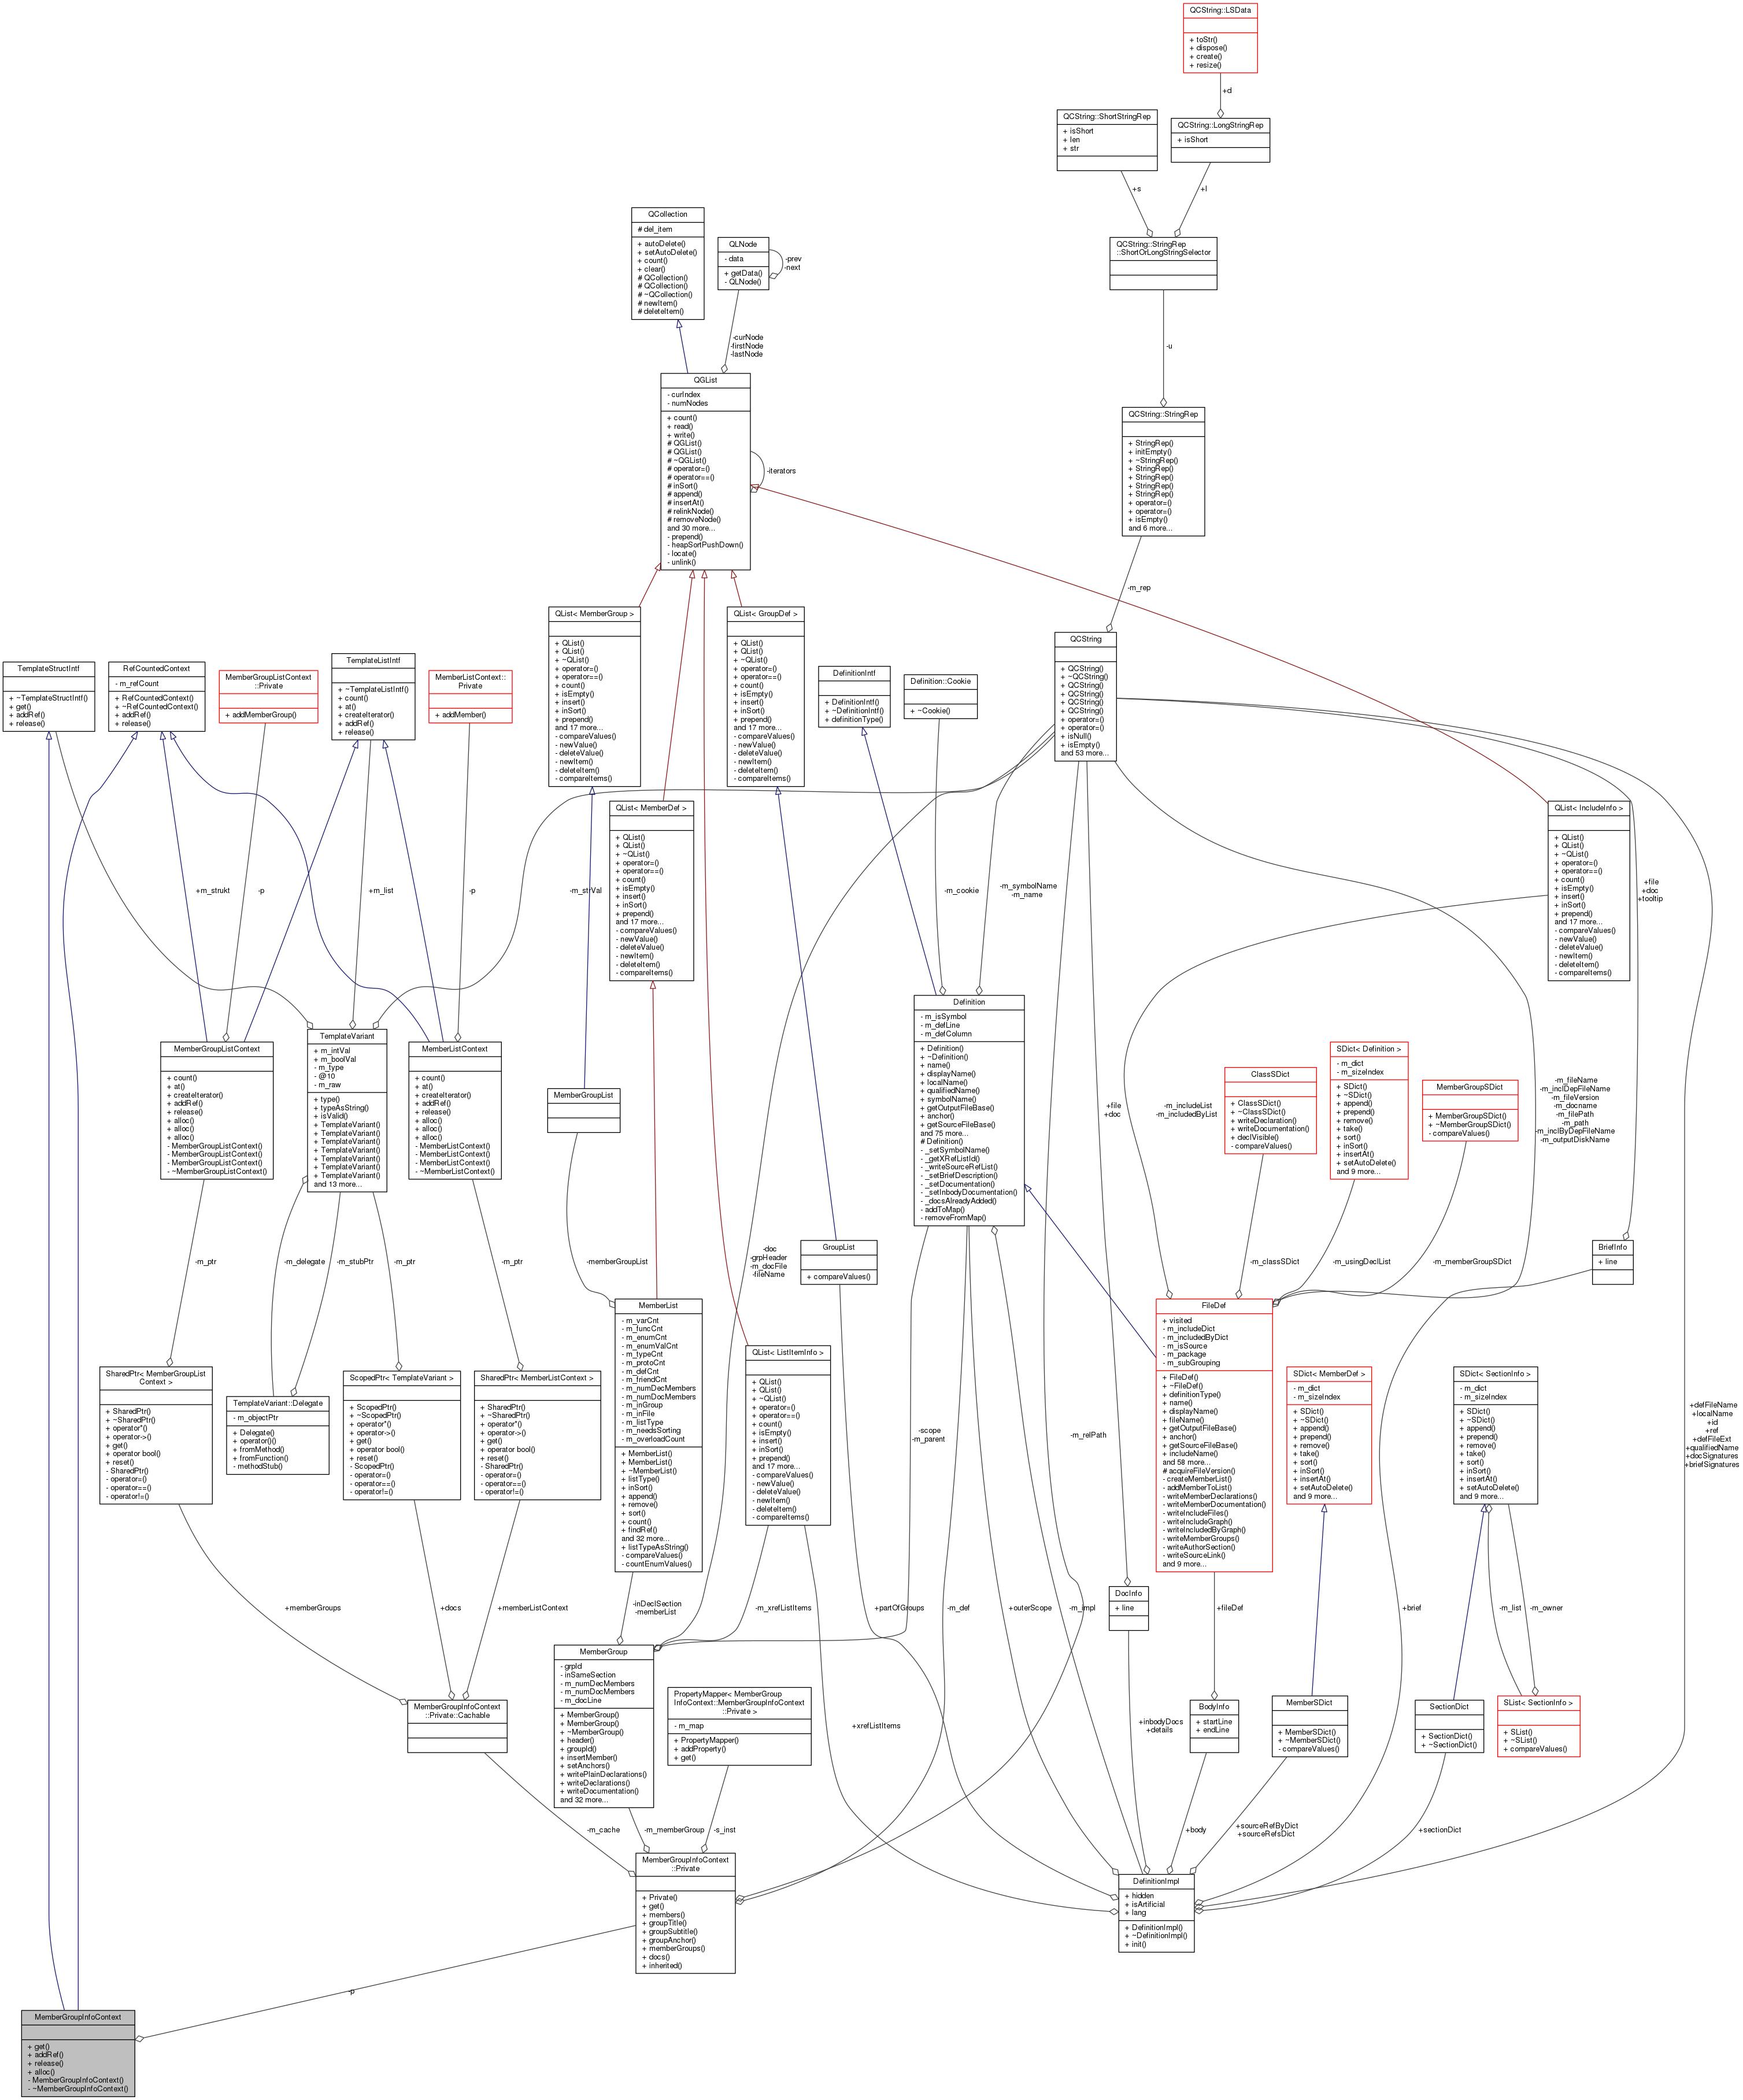 QCString::LSData
+ toStr()
+ dispose()
+ create()
+ resize()
+d
QCString::ShortStringRep
+ isShort
+ len
+ str
QCString::LongStringRep
+ isShort
+s
+l
QCollection
# del_item
+ autoDelete()
+ setAutoDelete()
+ count()
+ clear()
# QCollection()
# QCollection()
# ~QCollection()
# newItem()
# deleteItem()
QLNode
- data
+ getData()
- QLNode()
-prev
-next
QCString::StringRep
::ShortOrLongStringSelector
-curNode
-firstNode
-lastNode
-u
QGList
- curIndex
- numNodes
+ count()
+ read()
+ write()
# QGList()
# QGList()
# ~QGList()
# operator=()
# operator==()
# inSort()
# append()
# insertAt()
# relinkNode()
# removeNode()
and 30 more...
- prepend()
- heapSortPushDown()
- locate()
- unlink()
-iterators
QCString::StringRep
+ StringRep()
+ initEmpty()
+ ~StringRep()
+ StringRep()
+ StringRep()
+ StringRep()
+ StringRep()
+ operator=()
+ operator=()
+ isEmpty()
and 6 more...
-m_rep
TemplateStructIntf
+ ~TemplateStructIntf()
+ get()
+ addRef()
+ release()
RefCountedContext
- m_refCount
+ RefCountedContext()
+ ~RefCountedContext()
+ addRef()
+ release()
MemberGroupListContext
::Private
+ addMemberGroup()
TemplateListIntf
+ ~TemplateListIntf()
+ count()
+ at()
+ createIterator()
+ addRef()
+ release()
MemberListContext::
Private
+ addMember()
QList< MemberGroup >
+ QList()
+ QList()
+ ~QList()
+ operator=()
+ operator==()
+ count()
+ isEmpty()
+ insert()
+ inSort()
+ prepend()
and 17 more...
- compareValues()
- newValue()
- deleteValue()
- newItem()
- deleteItem()
- compareItems()
QList< GroupDef >
+ QList()
+ QList()
+ ~QList()
+ operator=()
+ operator==()
+ count()
+ isEmpty()
+ insert()
+ inSort()
+ prepend()
and 17 more...
- compareValues()
- newValue()
- deleteValue()
- newItem()
- deleteItem()
- compareItems()
DefinitionIntf
+ DefinitionIntf()
+ ~DefinitionIntf()
+ definitionType()
Definition::Cookie
+ ~Cookie()
QCString
+ QCString()
+ ~QCString()
+ QCString()
+ QCString()
+ QCString()
+ QCString()
+ operator=()
+ operator=()
+ isNull()
+ isEmpty()
and 53 more...
QList< MemberDef >
+ QList()
+ QList()
+ ~QList()
+ operator=()
+ operator==()
+ count()
+ isEmpty()
+ insert()
+ inSort()
+ prepend()
and 17 more...
- compareValues()
- newValue()
- deleteValue()
- newItem()
- deleteItem()
- compareItems()
QList< IncludeInfo >
+ QList()
+ QList()
+ ~QList()
+ operator=()
+ operator==()
+ count()
+ isEmpty()
+ insert()
+ inSort()
+ prepend()
and 17 more...
- compareValues()
- newValue()
- deleteValue()
- newItem()
- deleteItem()
- compareItems()
+m_strukt
-p
+m_list
-p
-m_strVal
-m_cookie
-m_symbolName
-m_name
+file
+doc
+tooltip
MemberGroupListContext
+ count()
+ at()
+ createIterator()
+ addRef()
+ release()
+ alloc()
+ alloc()
+ alloc()
- MemberGroupListContext()
- MemberGroupListContext()
- MemberGroupListContext()
- ~MemberGroupListContext()
TemplateVariant
+ m_intVal
+ m_boolVal
- m_type
- @10
- m_raw
+ type()
+ typeAsString()
+ isValid()
+ TemplateVariant()
+ TemplateVariant()
+ TemplateVariant()
+ TemplateVariant()
+ TemplateVariant()
+ TemplateVariant()
+ TemplateVariant()
and 13 more...
MemberListContext
+ count()
+ at()
+ createIterator()
+ addRef()
+ release()
+ alloc()
+ alloc()
+ alloc()
- MemberListContext()
- MemberListContext()
- MemberListContext()
- ~MemberListContext()
MemberGroupList
Definition
- m_isSymbol
- m_defLine
- m_defColumn
+ Definition()
+ ~Definition()
+ name()
+ displayName()
+ localName()
+ qualifiedName()
+ symbolName()
+ getOutputFileBase()
+ anchor()
+ getSourceFileBase()
and 75 more...
# Definition()
- _setSymbolName()
- _getXRefListId()
- _writeSourceRefList()
- _setBriefDescription()
- _setDocumentation()
- _setInbodyDocumentation()
- _docsAlreadyAdded()
- addToMap()
- removeFromMap()
+file
+doc
-m_includeList
-m_includedByList
ClassSDict
+ ClassSDict()
+ ~ClassSDict()
+ writeDeclaration()
+ writeDocumentation()
+ declVisible()
- compareValues()
SDict< Definition >
- m_dict
- m_sizeIndex
+ SDict()
+ ~SDict()
+ append()
+ prepend()
+ remove()
+ take()
+ sort()
+ inSort()
+ insertAt()
+ setAutoDelete()
and 9 more...
MemberGroupSDict
+ MemberGroupSDict()
+ ~MemberGroupSDict()
- compareValues()
-m_fileName
-m_inclDepFileName
-m_fileVersion
-m_docname
-m_filePath
-m_path
-m_inclByDepFileName
-m_outputDiskName
-m_ptr
-m_delegate
-m_stubPtr
-m_ptr
-m_ptr
-memberGroupList
-doc
-grpHeader
-m_docFile
-fileName
GroupList
+ compareValues()
-m_classSDict
-m_usingDeclList
-m_memberGroupSDict
BriefInfo
+ line
SharedPtr< MemberGroupList
Context >
+ SharedPtr()
+ ~SharedPtr()
+ operator*()
+ operator->()
+ get()
+ operator bool()
+ reset()
- SharedPtr()
- operator=()
- operator==()
- operator!=()
TemplateVariant::Delegate
- m_objectPtr
+ Delegate()
+ operator()()
+ fromMethod()
+ fromFunction()
- methodStub()
ScopedPtr< TemplateVariant >
+ ScopedPtr()
+ ~ScopedPtr()
+ operator*()
+ operator->()
+ get()
+ operator bool()
+ reset()
- ScopedPtr()
- operator=()
- operator==()
- operator!=()
SharedPtr< MemberListContext >
+ SharedPtr()
+ ~SharedPtr()
+ operator*()
+ operator->()
+ get()
+ operator bool()
+ reset()
- SharedPtr()
- operator=()
- operator==()
- operator!=()
MemberList
- m_varCnt
- m_funcCnt
- m_enumCnt
- m_enumValCnt
- m_typeCnt
- m_protoCnt
- m_defCnt
- m_friendCnt
- m_numDecMembers
- m_numDocMembers
- m_inGroup
- m_inFile
- m_listType
- m_needsSorting
- m_overloadCount
+ MemberList()
+ MemberList()
+ ~MemberList()
+ listType()
+ inSort()
+ append()
+ remove()
+ sort()
+ count()
+ findRef()
and 32 more...
+ listTypeAsString()
- compareValues()
- countEnumValues()
QList< ListItemInfo >
+ QList()
+ QList()
+ ~QList()
+ operator=()
+ operator==()
+ count()
+ isEmpty()
+ insert()
+ inSort()
+ prepend()
and 17 more...
- compareValues()
- newValue()
- deleteValue()
- newItem()
- deleteItem()
- compareItems()
-scope
-m_parent
-m_relPath
FileDef
+ visited
- m_includeDict
- m_includedByDict
- m_isSource
- m_package
- m_subGrouping
+ FileDef()
+ ~FileDef()
+ definitionType()
+ name()
+ displayName()
+ fileName()
+ getOutputFileBase()
+ anchor()
+ getSourceFileBase()
+ includeName()
and 58 more...
# acquireFileVersion()
- createMemberList()
- addMemberToList()
- writeMemberDeclarations()
- writeMemberDocumentation()
- writeIncludeFiles()
- writeIncludeGraph()
- writeIncludedByGraph()
- writeMemberGroups()
- writeAuthorSection()
- writeSourceLink()
and 9 more...
SDict< MemberDef >
- m_dict
- m_sizeIndex
+ SDict()
+ ~SDict()
+ append()
+ prepend()
+ remove()
+ take()
+ sort()
+ inSort()
+ insertAt()
+ setAutoDelete()
and 9 more...
SDict< SectionInfo >
- m_dict
- m_sizeIndex
+ SDict()
+ ~SDict()
+ append()
+ prepend()
+ remove()
+ take()
+ sort()
+ inSort()
+ insertAt()
+ setAutoDelete()
and 9 more...
+defFileName
+localName
+id
+ref
+defFileExt
+qualifiedName
+docSignatures
+briefSignatures
+memberGroups
+docs
+memberListContext
-inDeclSection
-memberList
-m_xrefListItems
+partOfGroups
-m_def
+outerScope
-m_impl
DocInfo
+ line
+fileDef
+brief
-m_list
-m_owner
MemberGroupInfoContext
::Private::Cachable
MemberGroup
- grpId
- inSameSection
- m_numDecMembers
- m_numDocMembers
- m_docLine
+ MemberGroup()
+ MemberGroup()
+ ~MemberGroup()
+ header()
+ groupId()
+ insertMember()
+ setAnchors()
+ writePlainDeclarations()
+ writeDeclarations()
+ writeDocumentation()
and 32 more...
PropertyMapper< MemberGroup
InfoContext::MemberGroupInfoContext
::Private >
- m_map
+ PropertyMapper()
+ addProperty()
+ get()
+xrefListItems
+inbodyDocs
+details
BodyInfo
+ startLine
+ endLine
MemberSDict
+ MemberSDict()
+ ~MemberSDict()
- compareValues()
SectionDict
+ SectionDict()
+ ~SectionDict()
SList< SectionInfo >
+ SList()
+ ~SList()
+ compareValues()
-m_cache
-m_memberGroup
-s_inst
+body
+sourceRefByDict
+sourceRefsDict
+sectionDict
MemberGroupInfoContext
::Private
+ Private()
+ get()
+ members()
+ groupTitle()
+ groupSubtitle()
+ groupAnchor()
+ memberGroups()
+ docs()
+ inherited()
DefinitionImpl
+ hidden
+ isArtificial
+ lang
+ DefinitionImpl()
+ ~DefinitionImpl()
+ init()
-p
MemberGroupInfoContext
+ get()
+ addRef()
+ release()
+ alloc()
- MemberGroupInfoContext()
- ~MemberGroupInfoContext()